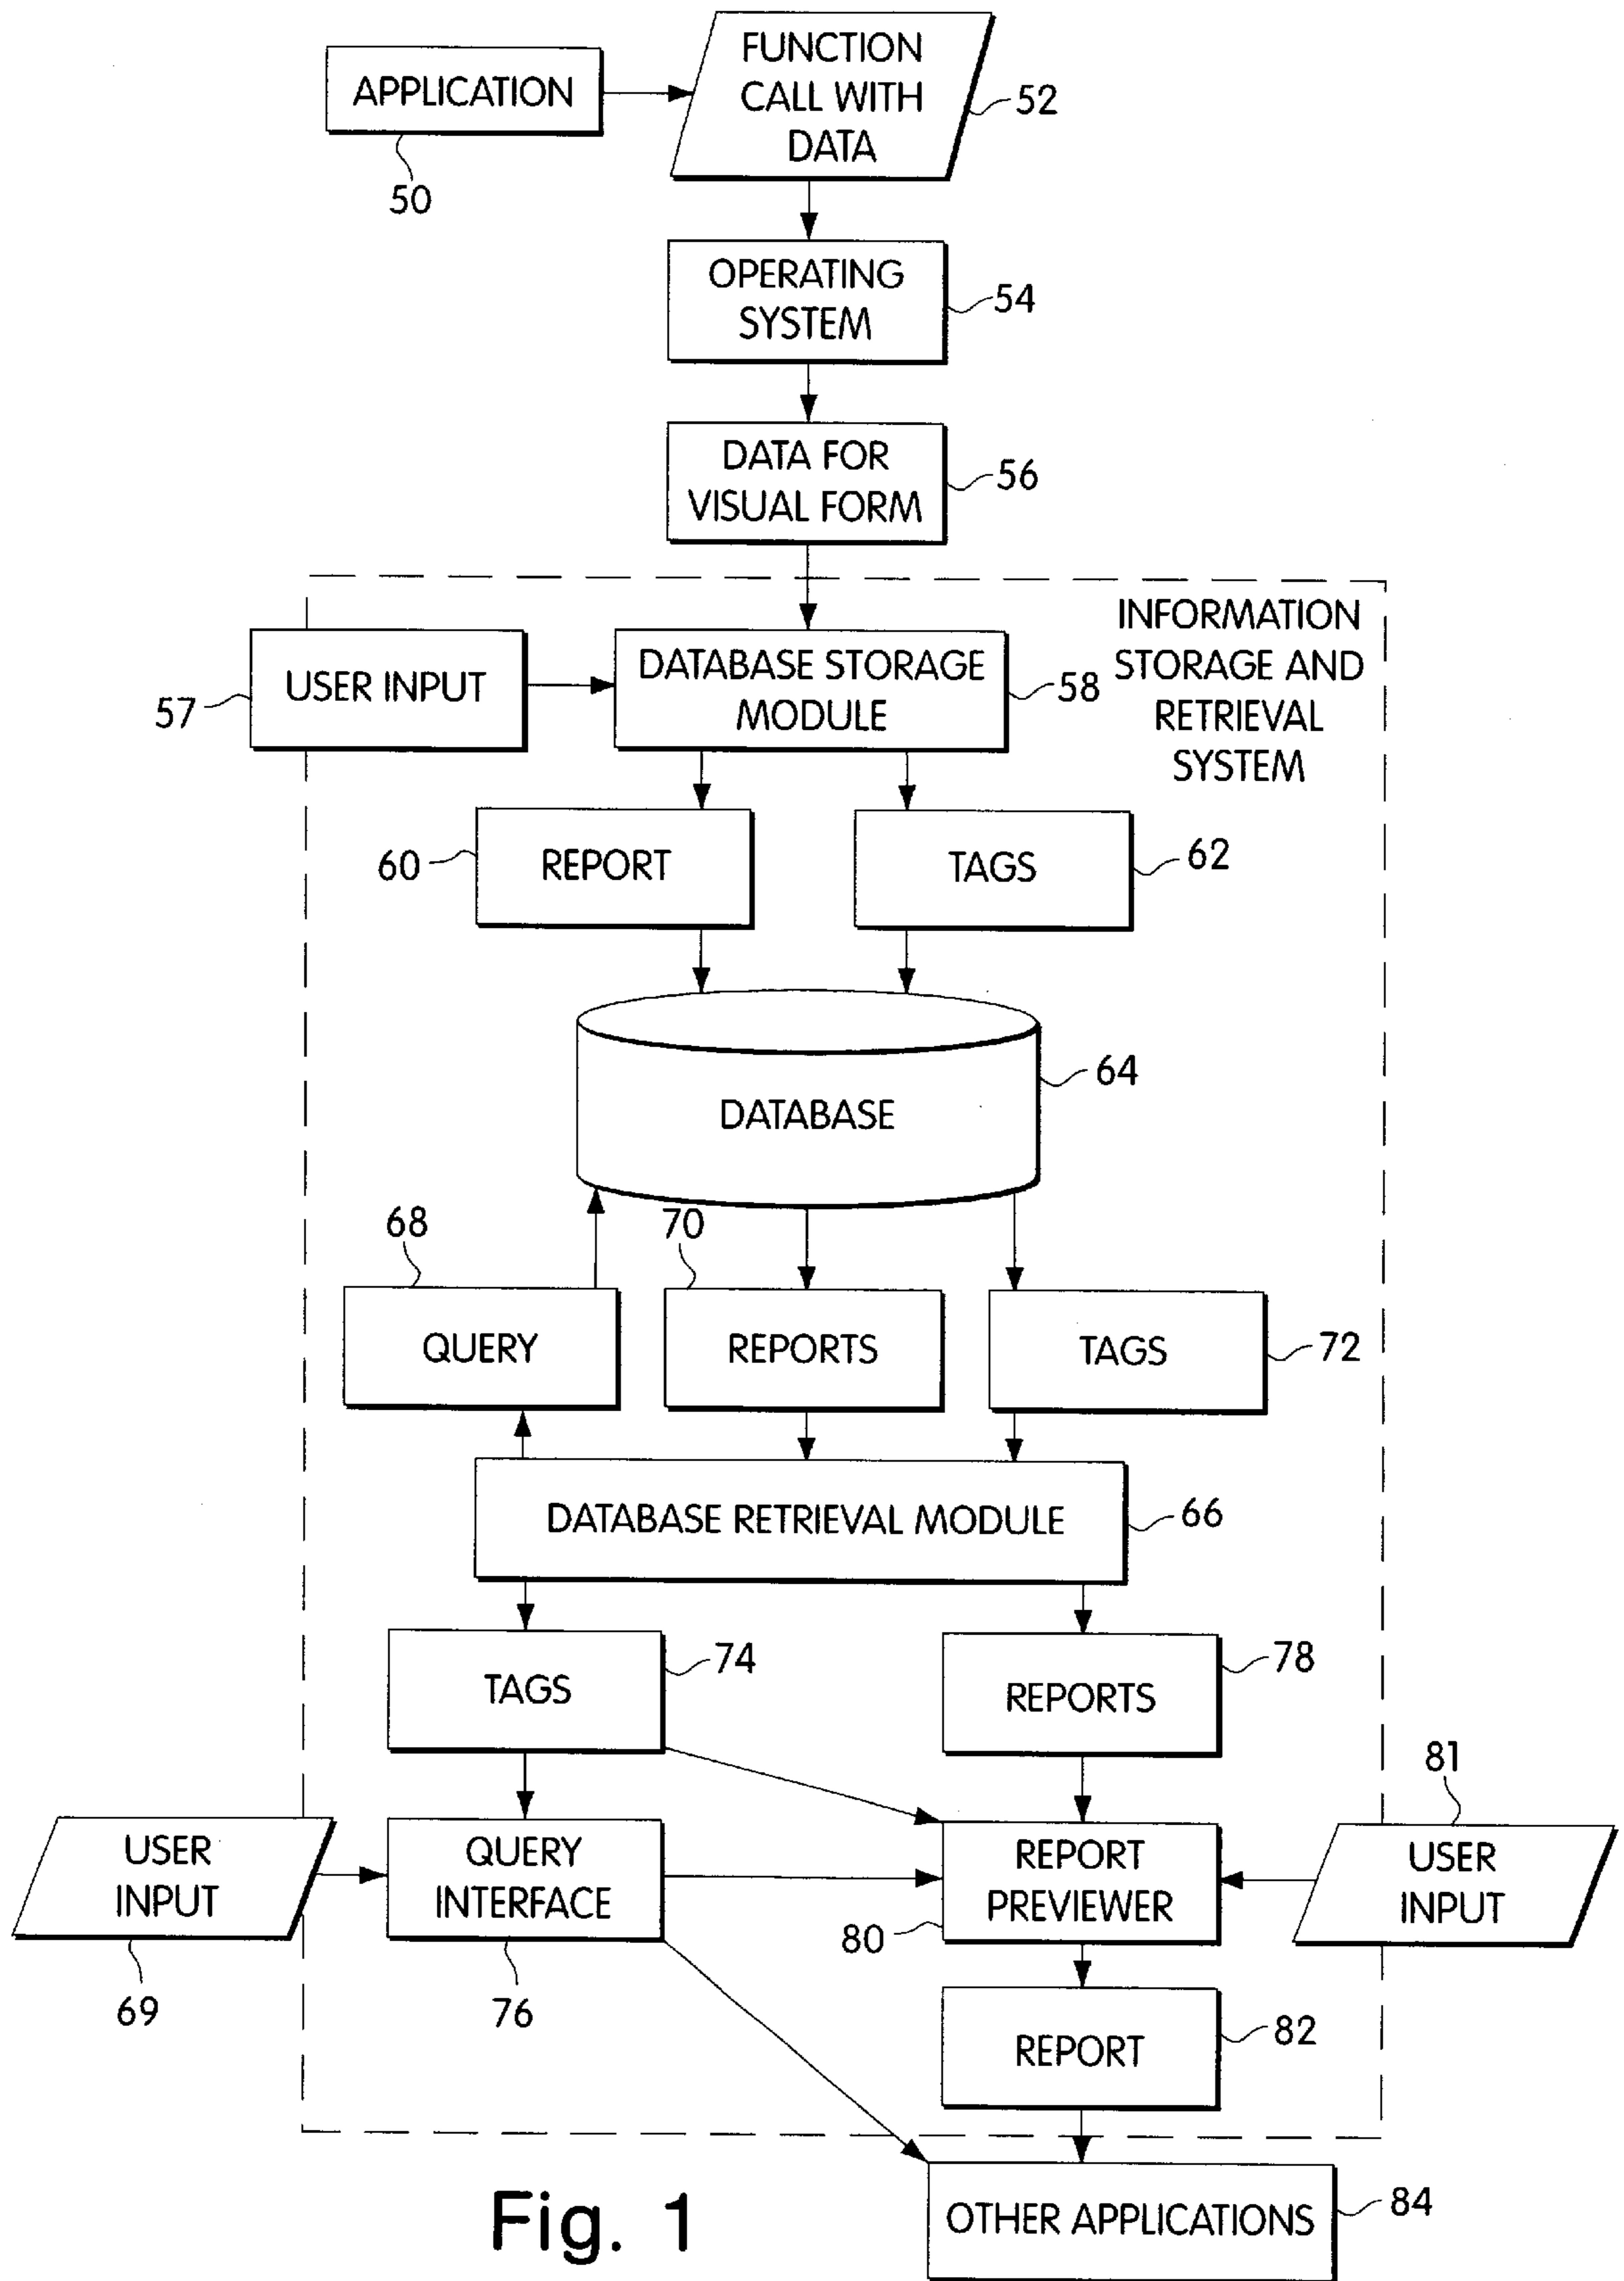 FUNCTION
CALL WITH
DATA
52
APPLICATION
50
OPERATING
SYSTEM
54
DATA FOR
VISUAL FORM
56
INFORMATION
STORAGE AND
RETRIEVAL
SYSTEM
USER INPUT
57
DATABASE STORAGE
MODULE
58
60
REPORT
TAGS
62
DATABASE
64
68
70
QUERY
REPORTS
TAGS
72
DATABASE RETRIEVAL MODULE
66
TAGS
74
REPORTS
78
81
USER
INPUT
69
QUERY
INTERFACE
76
REPORT
PREVIEWER
80
USER
INPUT
REPORT
82
OTHER APPLICATIONS
84
Fig. 1